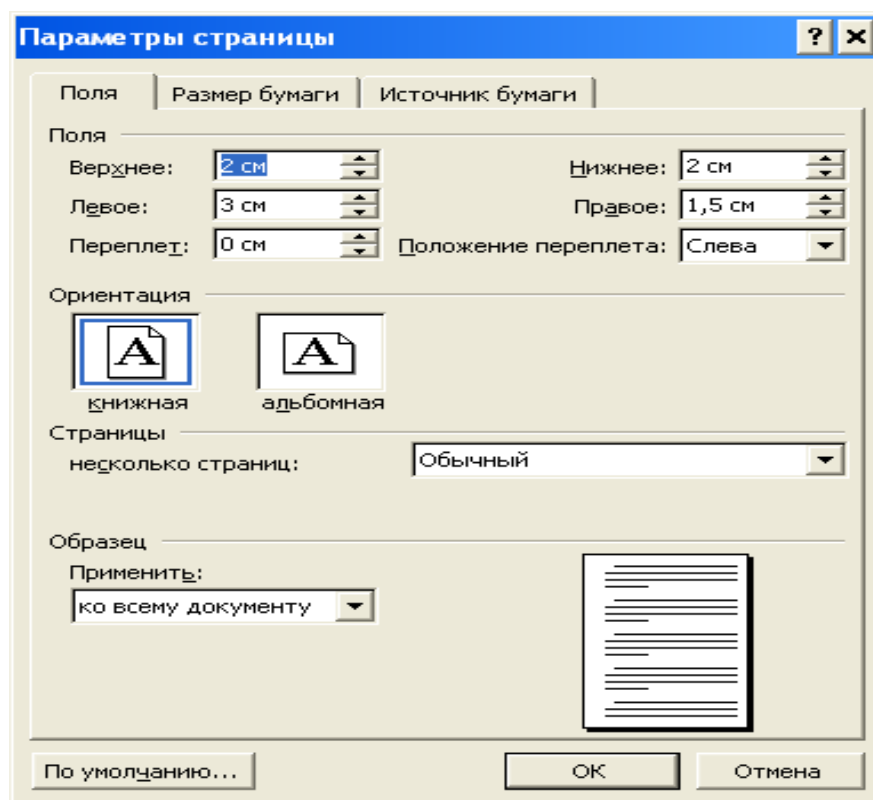 Параметры страницы ? ×
Поля Размер бумаги Источник бумаги
Поля
Верхнее: 2 см Нижнее: 2 см
Левое: 3 см Правое: 1,5 см
Переплет: 0 см Положение переплета: Слева
Ориентация
A A
книжная альбомная
Страницы
несколько страниц: Обычный
Образец
Применить:
ко всему документу
По умолчанию... ОК Отмена